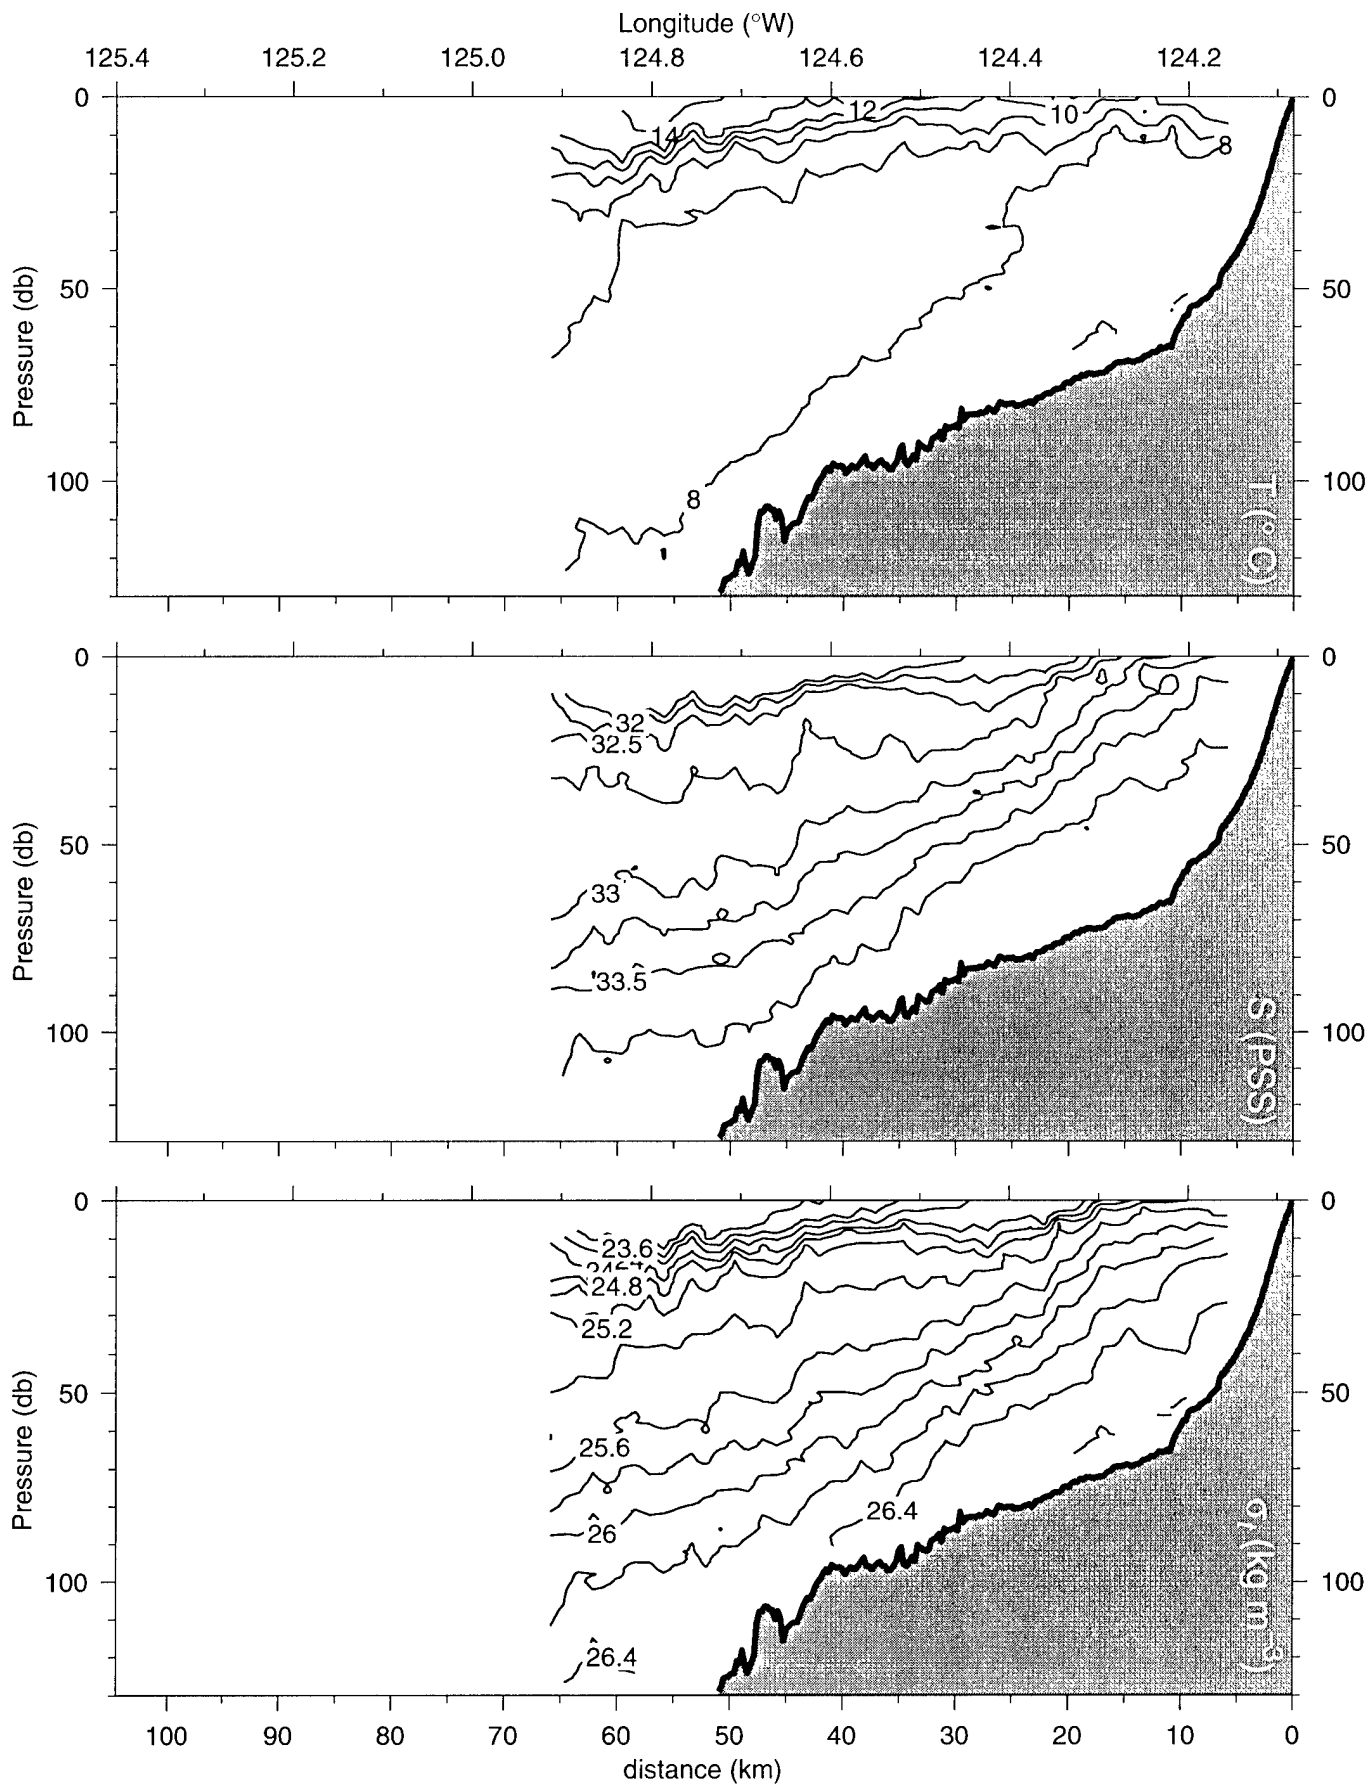 Longitude (°W)
125.4 125.2 125.0 124.8 124.6 124.4 124.2
0 0
14 12 10 8
50 50
100 100
8
Pressure (db)
T (° C)
0 0
32
32.5
50 50
33
33.5
100 100
Pressure (db)
S (PSS)
0 0
23.6
24.8
25.2
50 50
25.6
26
26.4
100 100
26.4
Pressure (db)
(kg m⁻³)
100 90 80 70 60 50 40 30 20 10 0
distance (km)